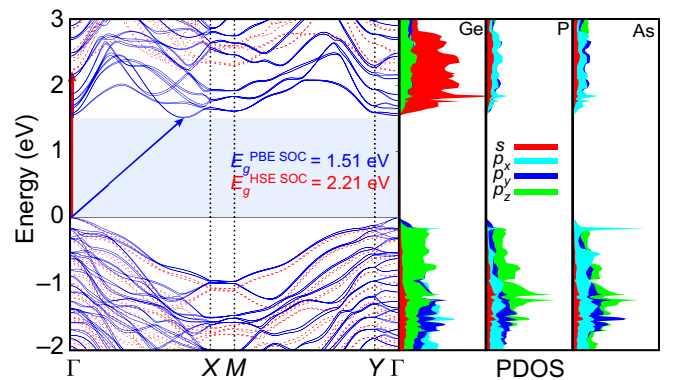 3
2
1
0
−1
−2
Energy (eV)
Ge
P
As
E_g^PBE SOC = 1.51 eV
E_g^HSE SOC = 2.21 eV
s
p_x
p_y
p_z
Γ X M Y Γ
PDOS